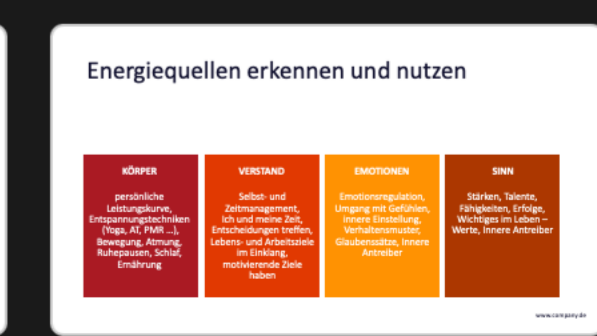 Energiequellen erkennen und nutzen
KÖRPER
persönliche
Leistungskurve,
Entspannungstechniken
(Yoga, AT, PMR ...),
Bewegung, Atmung,
Ruhepausen, Schlaf,
Ernährung
VERSTAND
Selbst- und
Zeitmanagement,
Ich und meine Zeit,
Entscheidungen treffen,
Lebens- und Arbeitsziele
im Einklang,
motivierende Ziele
haben
EMOTIONEN
Emotionsregulation,
Umgang mit Gefühlen,
innere Einstellung,
Verhaltensmuster,
Glaubenssätze, Innere
Antreiber
SINN
Stärken, Talente,
Fähigkeiten, Erfolge,
Wichtiges im Leben –
Werte, Innere Antreiber
www.company.de